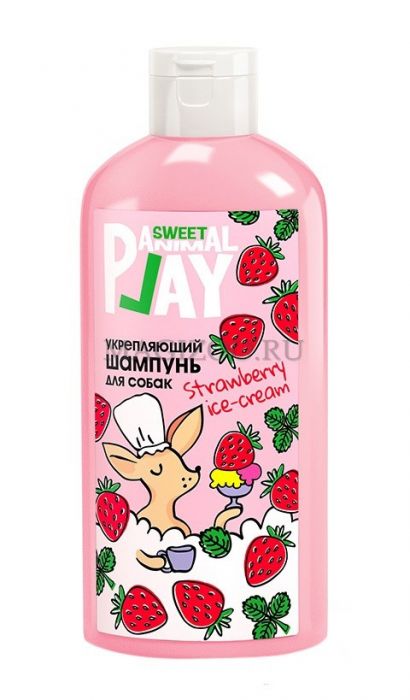 SWEET
ANIMAL
PLAY
укрепляющий
шампунь
для собак
strawberry
ice-cream